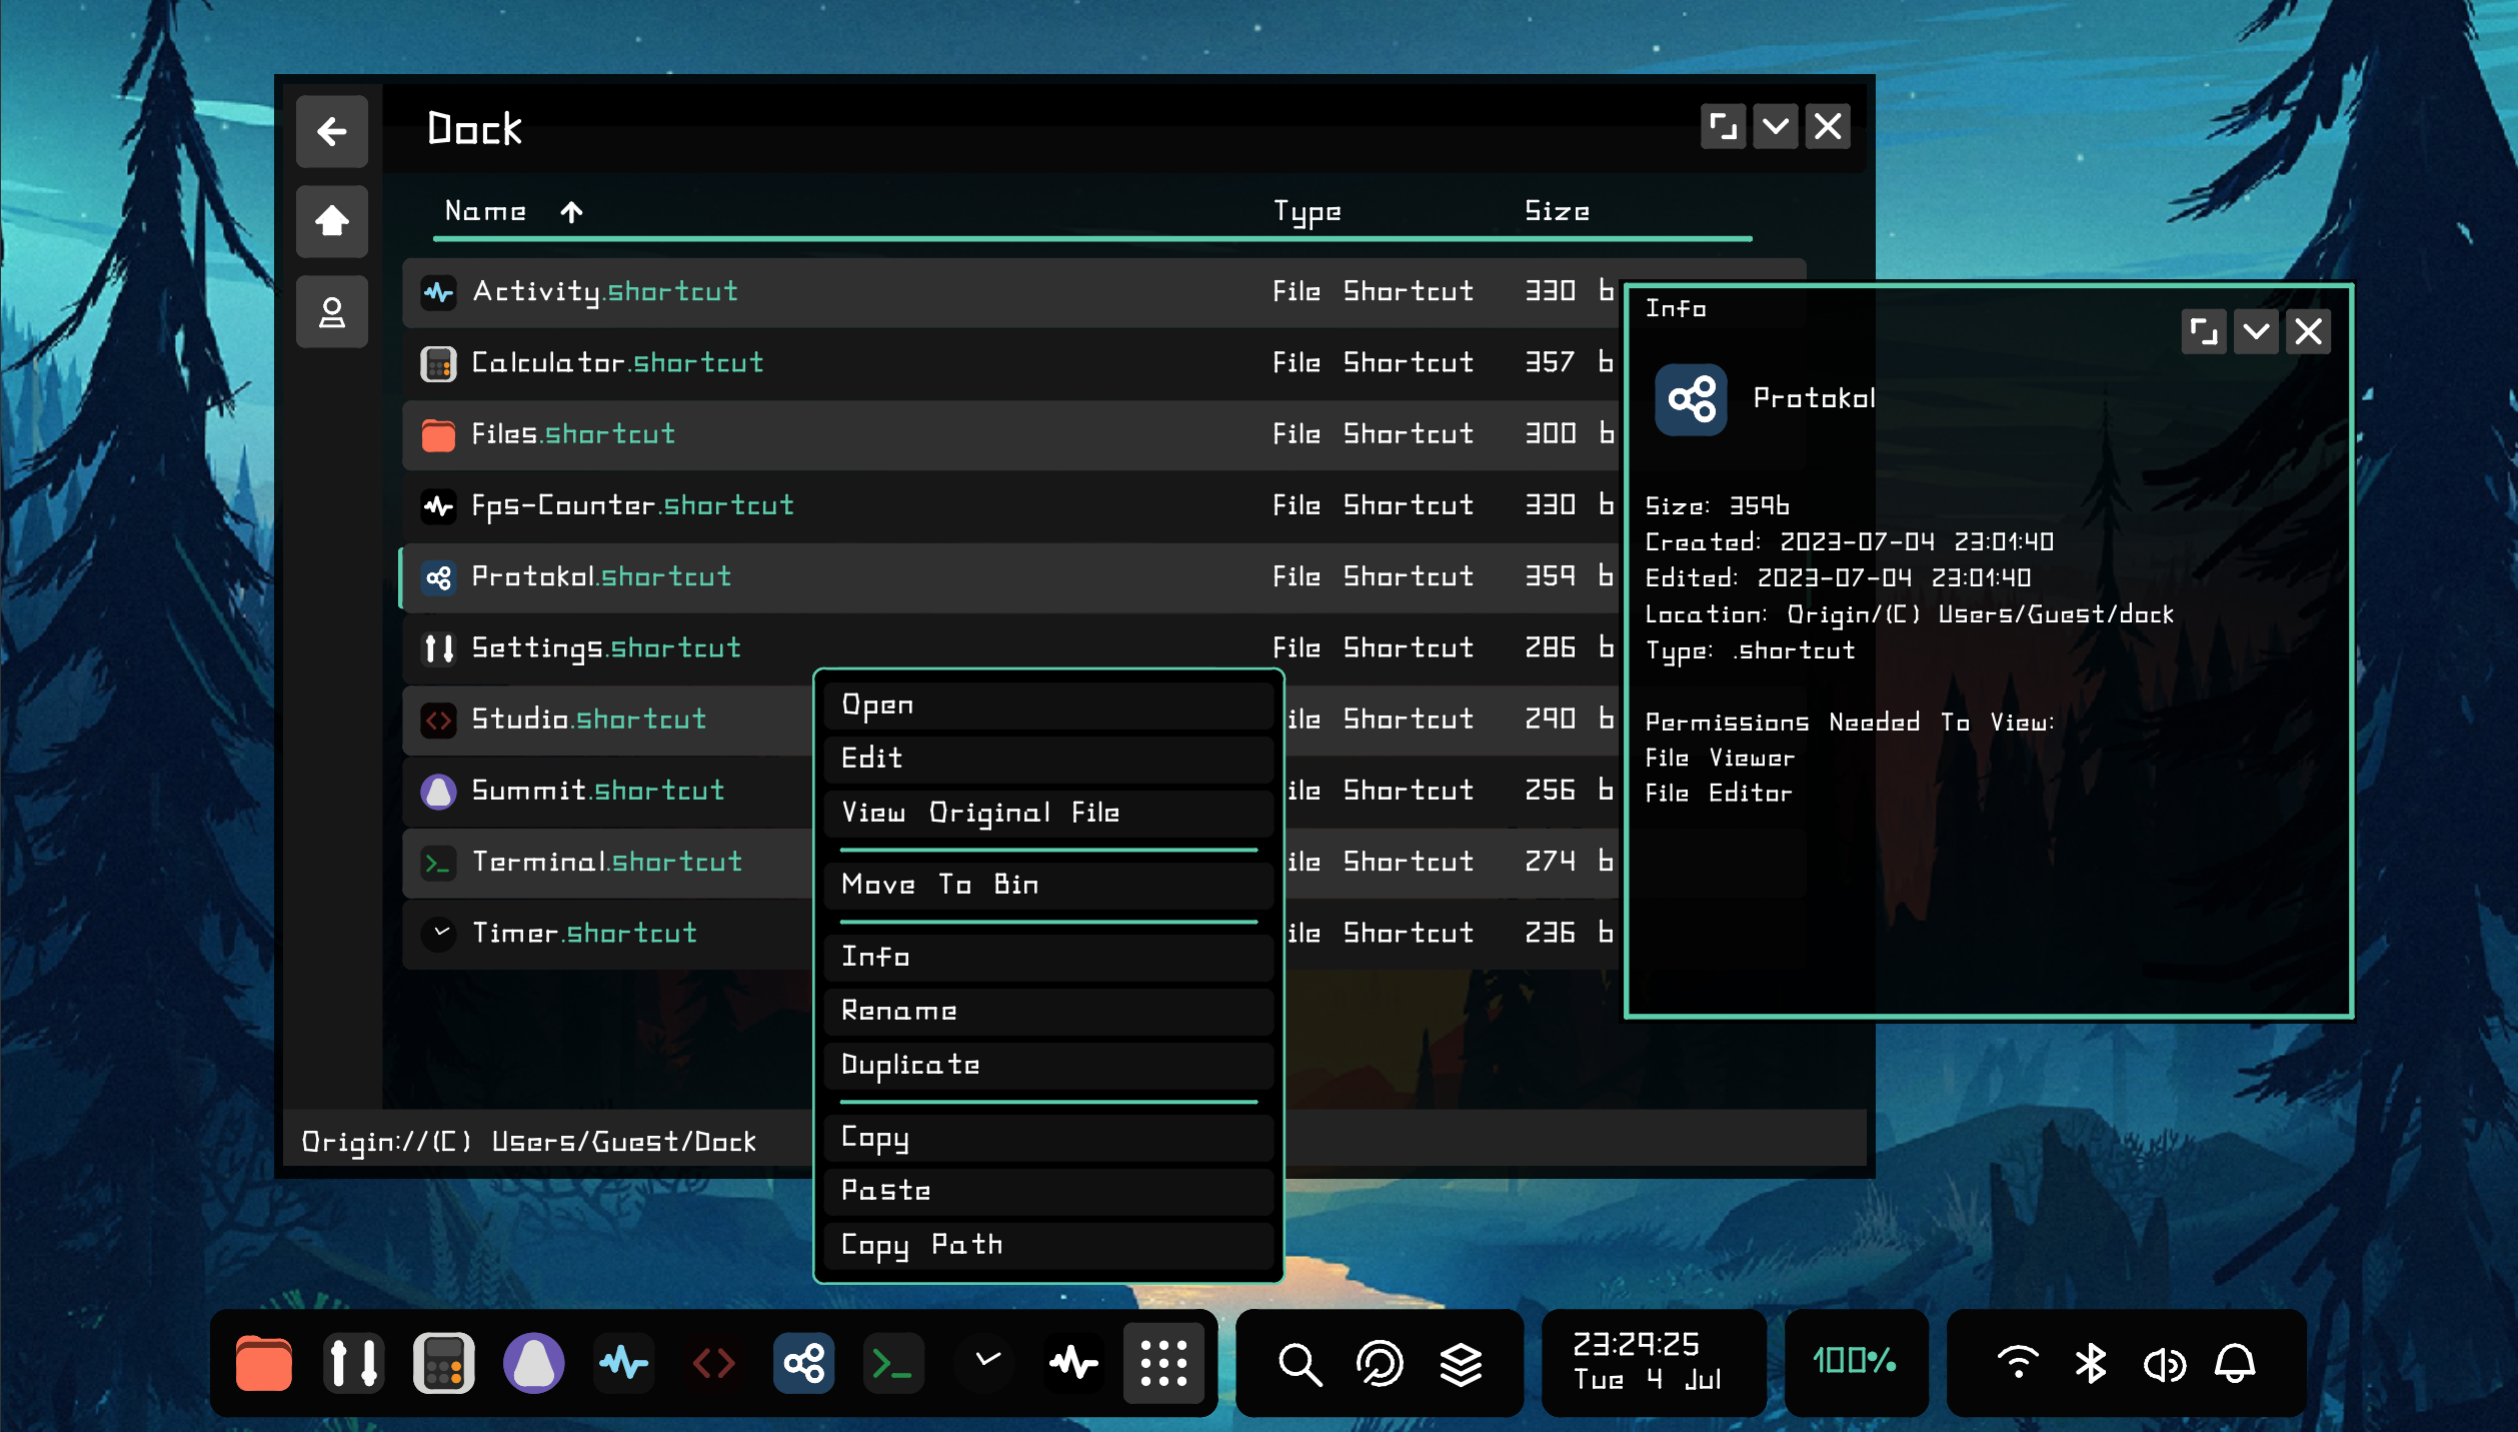 Dock
Name Type Size
Activity.shortcut File Shortcut 330 b
Calculator.shortcut File Shortcut 357 b
Files.shortcut File Shortcut 300 b
Fps-Counter.shortcut File Shortcut 330 b
Protokol.shortcut File Shortcut 359 b
Settings.shortcut File Shortcut 286 b
Studio.shortcut ile Shortcut 290 b
Summit.shortcut ile Shortcut 256 b
Terminal.shortcut ile Shortcut 274 b
Timer.shortcut ile Shortcut 236 b
Origin://(C) Users/Guest/Dock
Open
Edit
View Original File
Move To Bin
Info
Rename
Duplicate
Copy
Paste
Copy Path
Info
Protokol
Size: 359b
Created: 2023-07-04 23:01:40
Edited: 2023-07-04 23:01:40
Location: Origin/(C) Users/Guest/dock
Type: .shortcut
Permissions Needed To View:
File Viewer
File Editor
23:29:25
Tue 4 Jul
100%